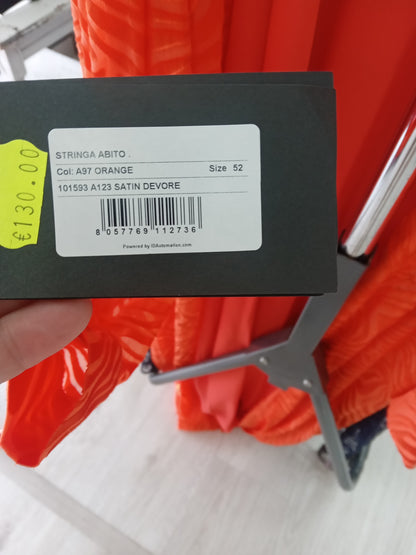 STRINGA ABITO .
Col: A97 ORANGE Size 52
101593 A123 SATIN DEVORE
8 057769 112736
Powered by IDAutomation.com
€130.00